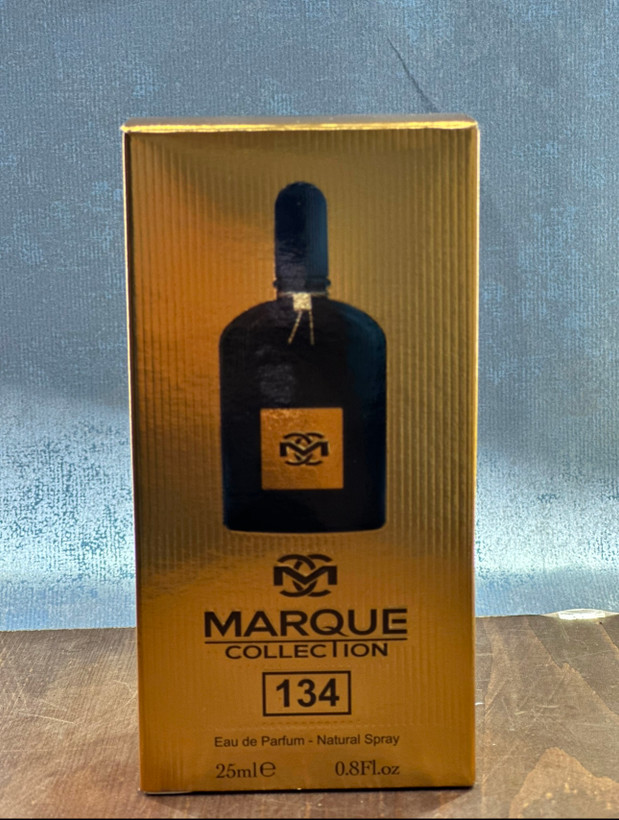 MARQUE
COLLECTION
134
Eau de Parfum - Natural Spray
25ml℮ 0.8Fl.oz